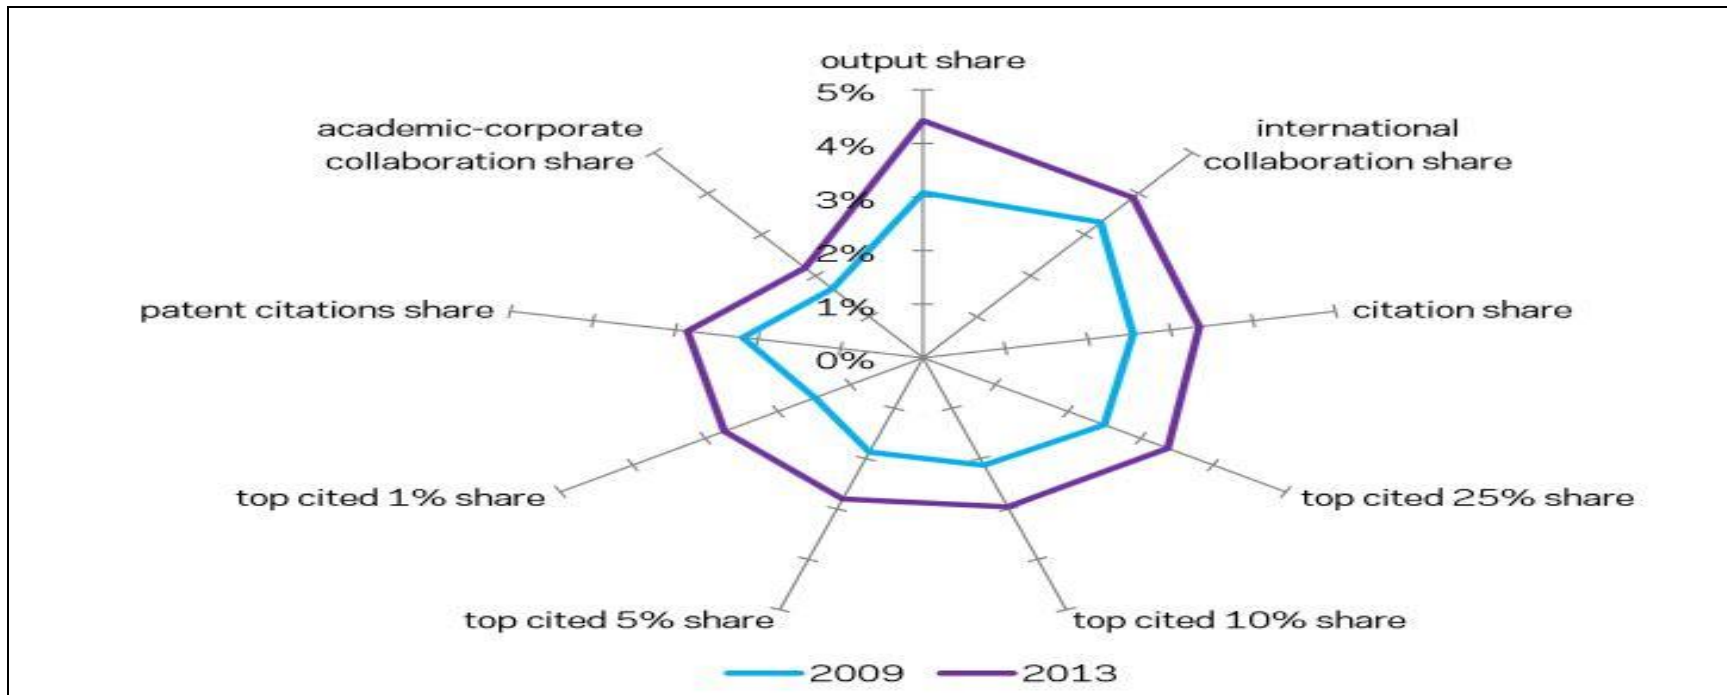 output share
5%
4%
3%
2%
1%
0%
international
collaboration share
citation share
top cited 25% share
top cited 10% share
top cited 5% share
top cited 1% share
patent citations share
academic-corporate
collaboration share
2009
2013